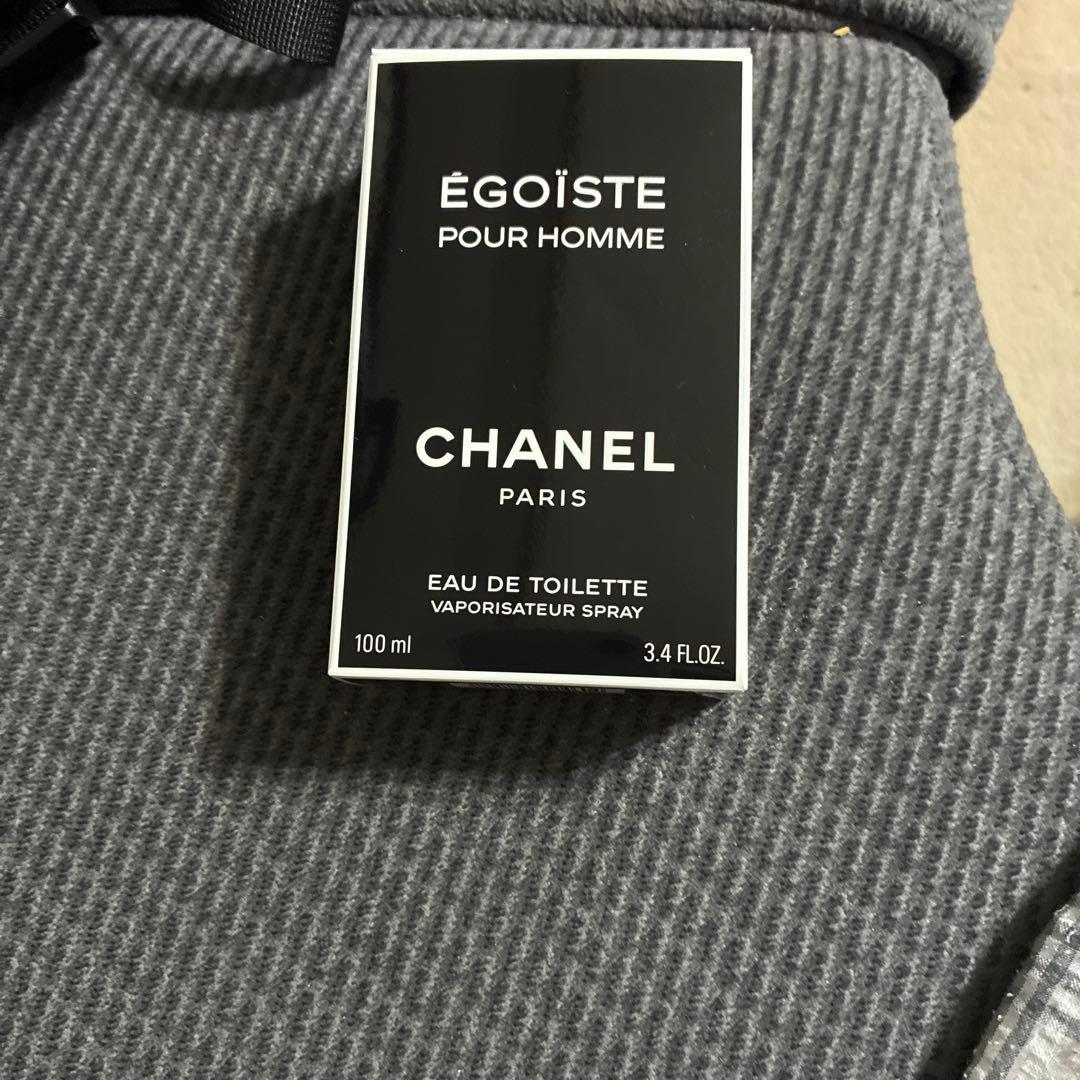 ÉGOÏSTE
POUR HOMME
CHANEL
PARIS
EAU DE TOILETTE
VAPORISATEUR SPRAY
100 ml 3.4 FL.OZ.